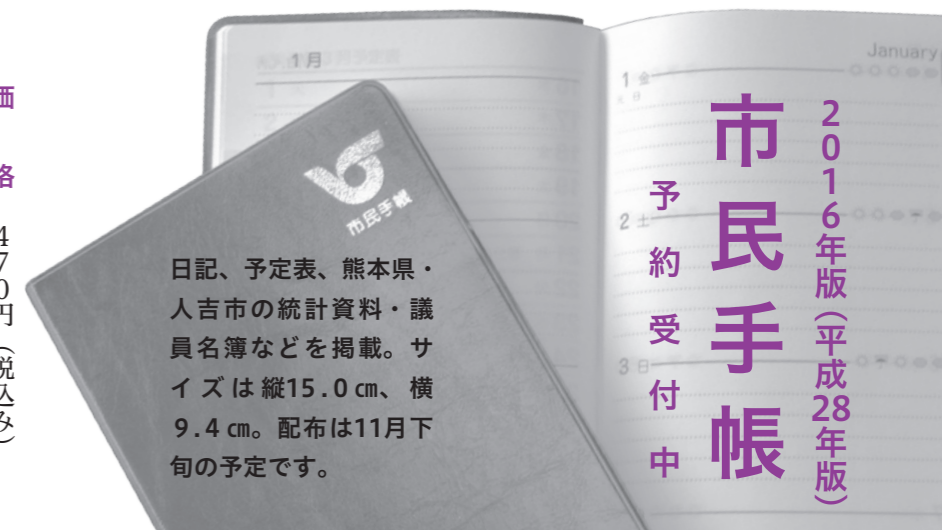 2016年版（平成28年版）
市民手帳
予約受付中
日記、予定表、熊本県・
人吉市の統計資料・議
員名簿などを掲載。サ
イズは縦15.0㎝、横
9.4㎝。配布は11月下
旬の予定です。
市民手帳
1月
January
1 金
2 土
3 日
価格 470円（税込み）